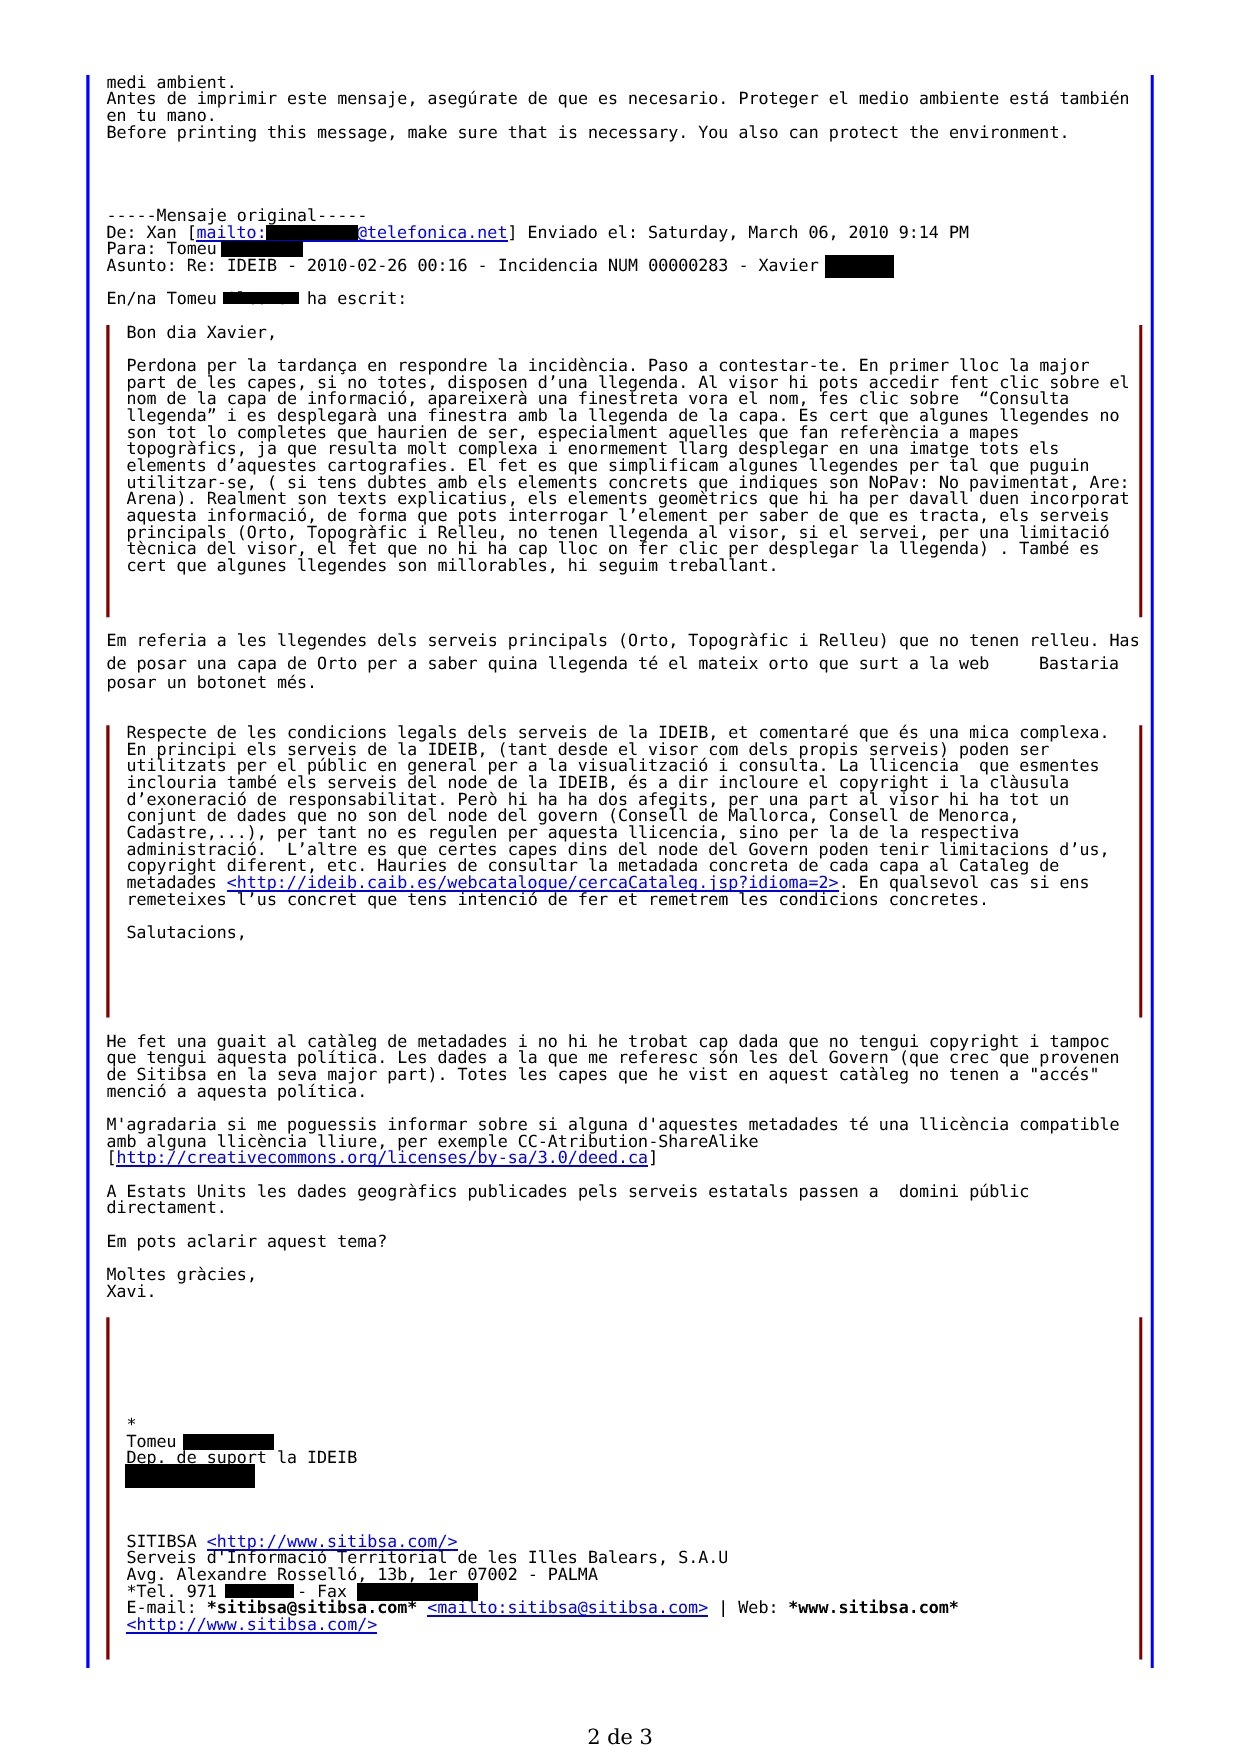 medi ambient.
Antes de imprimir este mensaje, asegúrate de que es necesario. Proteger el medio ambiente está también
en tu mano.
Before printing this message, make sure that is necessary. You also can protect the environment.
-----Mensaje original-----
De: Xan [mailto: @telefonica.net] Enviado el: Saturday, March 06, 2010 9:14 PM
Para: Tomeu
Asunto: Re: IDEIB - 2010-02-26 00:16 - Incidencia NUM 00000283 - Xavier
En/na Tomeu ha escrit:
Bon dia Xavier,
Perdona per la tardança en respondre la incidència. Paso a contestar-te. En primer lloc la major
part de les capes, si no totes, disposen d’una llegenda. Al visor hi pots accedir fent clic sobre el
nom de la capa de informació, apareixerà una finestreta vora el nom, fes clic sobre “Consulta
llegenda” i es desplegarà una finestra amb la llegenda de la capa. Es cert que algunes llegendes no
son tot lo completes que haurien de ser, especialment aquelles que fan referència a mapes
topogràfics, ja que resulta molt complexa i enormement llarg desplegar en una imatge tots els
elements d’aquestes cartografies. El fet es que simplificam algunes llegendes per tal que puguin
utilitzar-se, ( si tens dubtes amb els elements concrets que indiques son NoPav: No pavimentat, Are:
Arena). Realment son texts explicatius, els elements geomètrics que hi ha per davall duen incorporat
aquesta informació, de forma que pots interrogar l’element per saber de que es tracta, els serveis
principals (Orto, Topogràfic i Relleu, no tenen llegenda al visor, si el servei, per una limitació
tècnica del visor, el fet que no hi ha cap lloc on fer clic per desplegar la llegenda) . També es
cert que algunes llegendes son millorables, hi seguim treballant.
Em referia a les llegendes dels serveis principals (Orto, Topogràfic i Relleu) que no tenen relleu. Has
de posar una capa de Orto per a saber quina llegenda té el mateix orto que surt a la web Bastaria
posar un botonet més.
Respecte de les condicions legals dels serveis de la IDEIB, et comentaré que és una mica complexa.
En principi els serveis de la IDEIB, (tant desde el visor com dels propis serveis) poden ser
utilitzats per el públic en general per a la visualització i consulta. La llicencia que esmentes
inclouria també els serveis del node de la IDEIB, és a dir incloure el copyright i la clàusula
d’exoneració de responsabilitat. Però hi ha ha dos afegits, per una part al visor hi ha tot un
conjunt de dades que no son del node del govern (Consell de Mallorca, Consell de Menorca,
Cadastre,...), per tant no es regulen per aquesta llicencia, sino per la de la respectiva
administració. L’altre es que certes capes dins del node del Govern poden tenir limitacions d’us,
copyright diferent, etc. Hauries de consultar la metadada concreta de cada capa al Cataleg de
metadades <http://ideib.caib.es/webcatalogue/cercaCataleg.jsp?idioma=2>. En qualsevol cas si ens
remeteixes l’us concret que tens intenció de fer et remetrem les condicions concretes.
Salutacions,
He fet una guait al catàleg de metadades i no hi he trobat cap dada que no tengui copyright i tampoc
que tengui aquesta política. Les dades a la que me referesc són les del Govern (que crec que provenen
de Sitibsa en la seva major part). Totes les capes que he vist en aquest catàleg no tenen a "accés"
menció a aquesta política.
M'agradaria si me poguessis informar sobre si alguna d'aquestes metadades té una llicència compatible
amb alguna llicència lliure, per exemple CC-Atribution-ShareAlike
[http://creativecommons.org/licenses/by-sa/3.0/deed.ca]
A Estats Units les dades geogràfics publicades pels serveis estatals passen a domini públic
directament.
Em pots aclarir aquest tema?
Moltes gràcies,
Xavi.
*
Tomeu
Dep. de suport la IDEIB
SITIBSA <http://www.sitibsa.com/>
Serveis d'Informació Territorial de les Illes Balears, S.A.U
Avg. Alexandre Rosselló, 13b, 1er 07002 - PALMA
*Tel. 971 - Fax
E-mail: *sitibsa@sitibsa.com* <mailto:sitibsa@sitibsa.com> | Web: *www.sitibsa.com*
<http://www.sitibsa.com/>
2 de 3